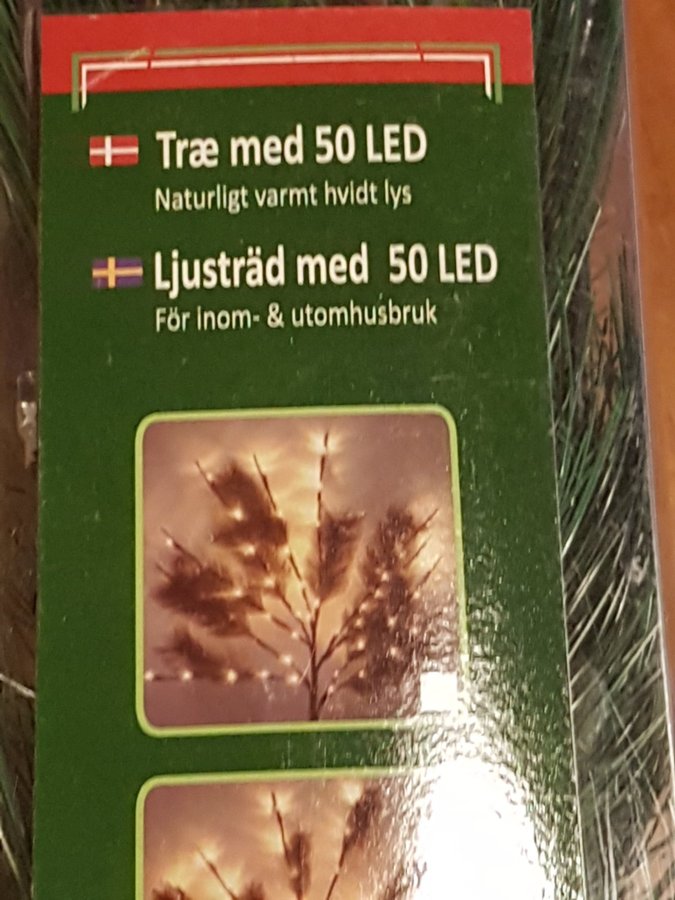 Træ med 50 LED
Naturligt varmt hvidt lys
Ljusträd med 50 LED
För inom- & utomhusbruk